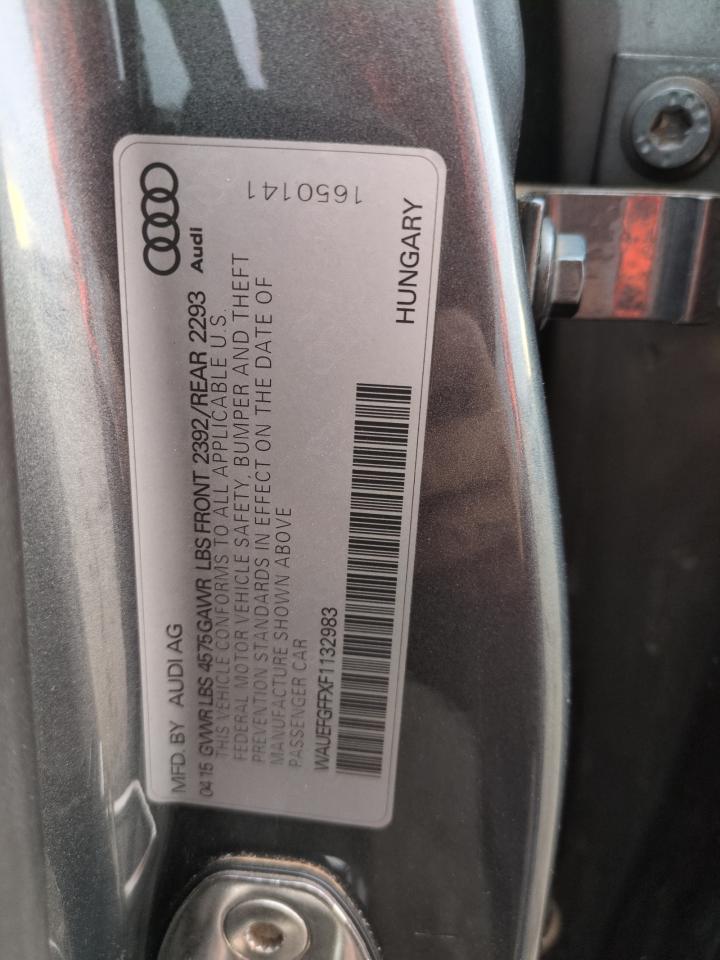 MFD. BY AUDI AG
Audi
04 15 GVWR LBS 4575 GAWR LBS FRONT 2392/REAR 2293
THIS VEHICLE CONFORMS TO ALL APPLICABLE U.S.
FEDERAL MOTOR VEHICLE SAFETY, BUMPER AND THEFT
PREVENTION STANDARDS IN EFFECT ON THE DATE OF
MANUFACTURE SHOWN ABOVE
PASSENGER CAR
WAUEFGFFXF1132983
HUNGARY
1650141